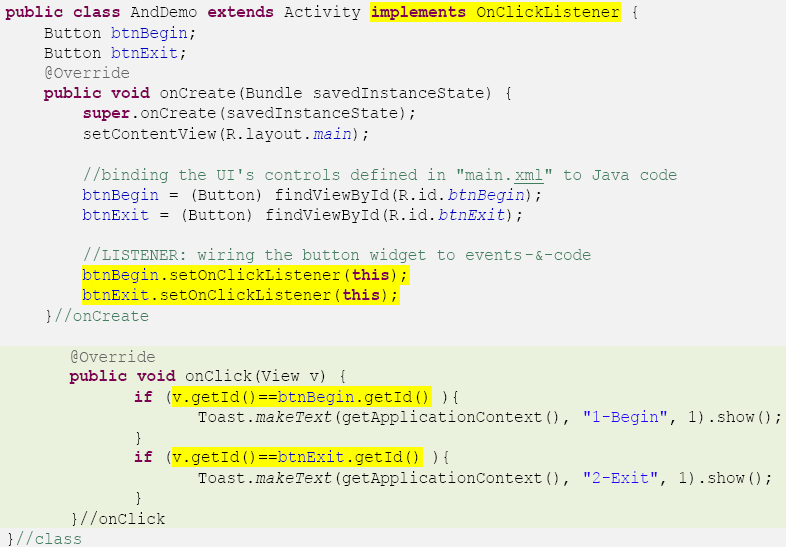 public class AndDemo extends Activity implements OnClickListener {
Button btnBegin;
Button btnExit;
@Override
public void onCreate(Bundle savedInstanceState) {
super.onCreate(savedInstanceState);
setContentView(R.layout.main);
//binding the UI's controls defined in "main.xml" to Java code
btnBegin = (Button) findViewById(R.id.btnBegin);
btnExit = (Button) findViewById(R.id.btnExit);
//LISTENER: wiring the button widget to events-&-code
btnBegin.setOnClickListener(this);
btnExit.setOnClickListener(this);
}//onCreate
@Override
public void onClick(View v) {
if (v.getId()==btnBegin.getId() ){
Toast.makeText(getApplicationContext(), "1-Begin", 1).show();
}
if (v.getId()==btnExit.getId() ){
Toast.makeText(getApplicationContext(), "2-Exit", 1).show();
}
}//onClick
}//class